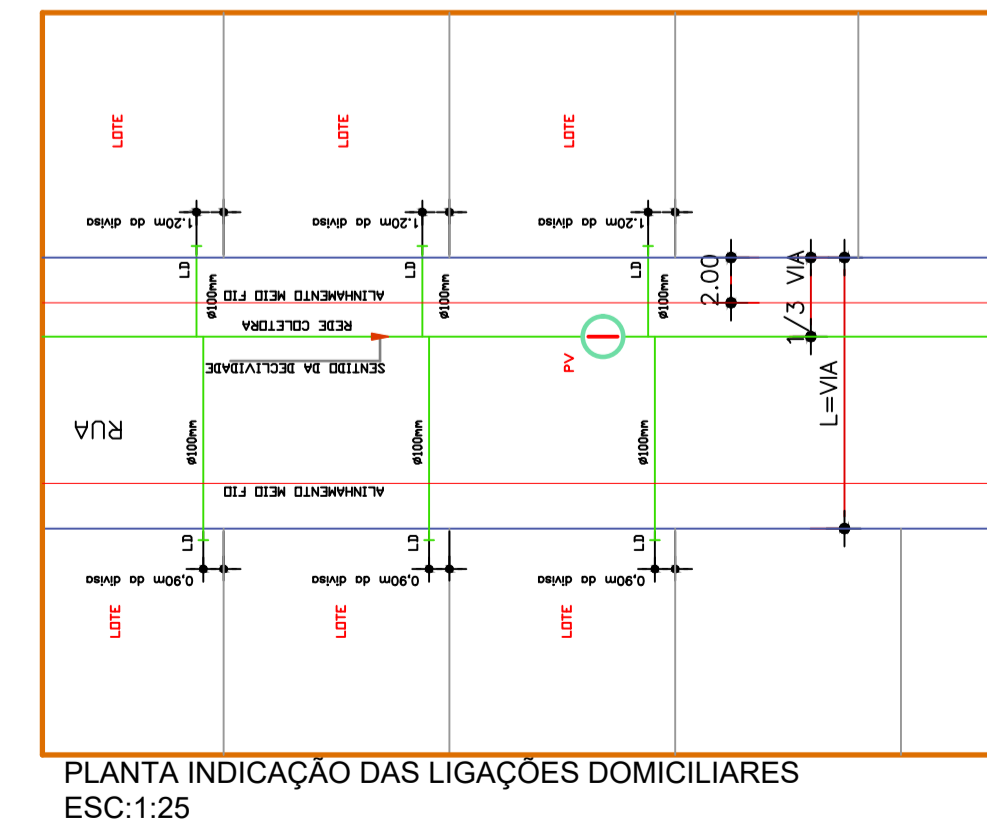 LOTE
LOTE
LOTE
1.20m da divisa
1.20m da divisa
1.20m da divisa
LD
LD
LD
Ø100mm
Ø100mm
Ø100mm
ALINHAMENTO MEIO FIO
2.00
1/3 VIA
REDE COLETORA
SENTIDO DA DECLIVIDADE
PV
L=VIA
RUA
Ø100mm
Ø100mm
Ø100mm
ALINHAMENTO MEIO FIO
LD
LD
LD
0,90m da divisa
0,90m da divisa
0,90m da divisa
LOTE
LOTE
LOTE
PLANTA INDICAÇÃO DAS LIGAÇÕES DOMICILIARES
ESC:1:25